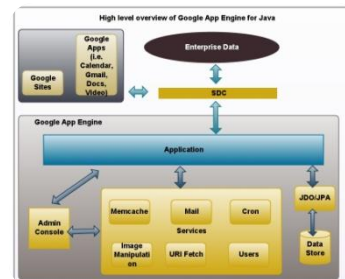 High level overview of Google App Engine for Java
Google
Apps
(i.e.
Calendar,
Gmail,
Docs,
Video)
Google
Sites
Enterprise Data
SDC
Google App Engine
Application
Admin
Console
Memcache
Mail
Cron
Services
Image
Manipulati
on
URI Fetch
Users
JDO/JPA
Data
Store